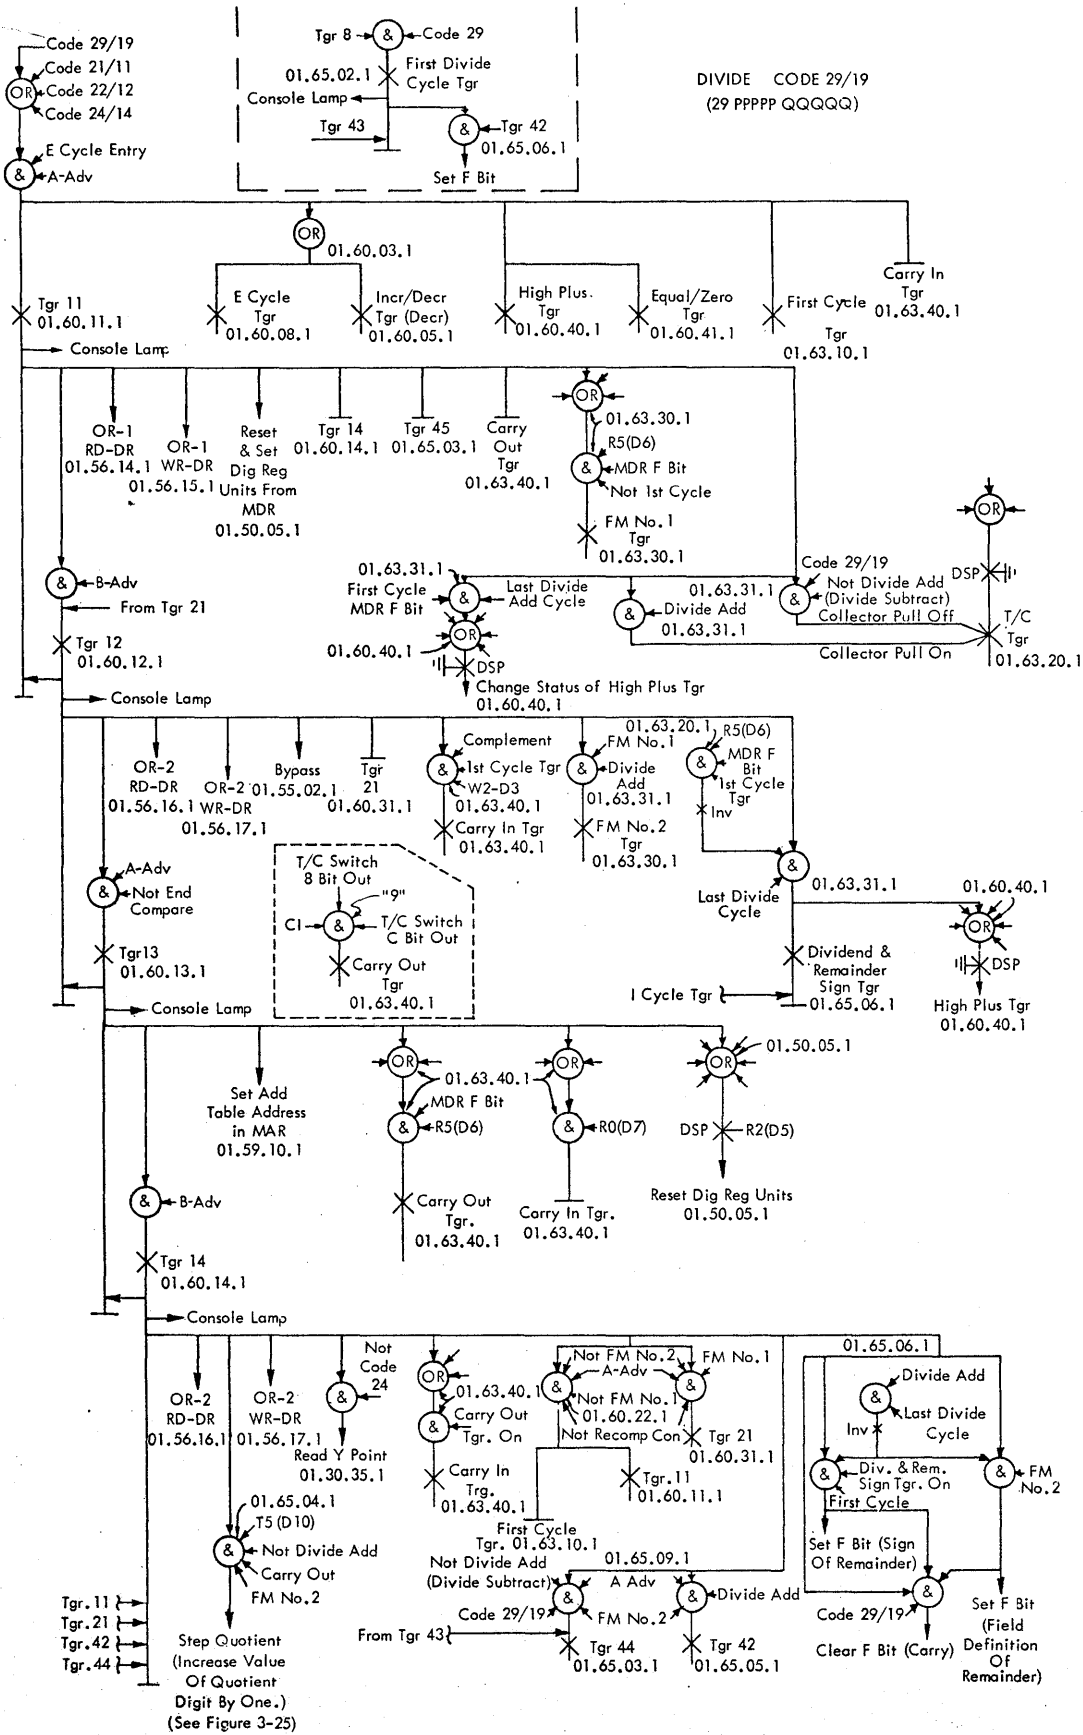 DIVIDE CODE 29/19
(29 PPPPP QQQQQ)
Code 29/19
Code 21/11
OR
Code 22/12
Code 24/14
E Cycle Entry
&
A-Adv
Tgr 8
&
Code 29
01.65.02.1
First Divide
Cycle Tgr
Console Lamp
Tgr 43
&
Tgr 42
01.65.06.1
Set F Bit
OR
01.60.03.1
Tgr 11
01.60.11.1
E Cycle
Tgr
01.60.08.1
Incr/Decr
Tgr (Decr)
01.60.05.1
High Plus.
Tgr
01.60.40.1
Equal/Zero
Tgr
01.60.41.1
First Cycle
Tgr
01.63.10.1
Carry In
Tgr
01.63.40.1
Console Lamp
OR-1
RD-DR
01.56.14.1
OR-1
WR-DR
01.56.15.1
Reset
& Set
Dig Reg
Units From
MDR
01.50.05.1
Tgr 14
01.60.14.1
Tgr 45
01.65.03.1
Carry
Out
Tgr
01.63.40.1
OR
01.63.30.1
R5(D6)
&
MDR F Bit
Not 1st Cycle
FM No.1
Tgr
01.63.30.1
OR
DSP
T/C
Tgr
01.63.20.1
&
B-Adv
From Tgr 21
Tgr 12
01.60.12.1
01.63.31.1
First Cycle
MDR F Bit
&
Last Divide
Add Cycle
OR
01.60.40.1
DSP
Change Status of High Plus Tgr
01.60.40.1
&
Divide Add
01.63.31.1
01.63.31.1
&
Code 29/19
Not Divide Add
(Divide Subtract)
Collector Pull Off
Collector Pull On
Console Lamp
OR-2
RD-DR
01.56.16.1
OR-2
WR-DR
01.56.17.1
Bypass
01.55.02.1
Tgr
21
01.60.31.1
Complement
&
1st Cycle Tgr
W2-D3
01.63.40.1
Carry In Tgr
01.63.40.1
FM No.1
&
Divide
Add
01.63.31.1
FM No.2
Tgr
01.63.30.1
01.63.20.1
R5(D6)
&
MDR F
Bit
1st Cycle
Tgr
Inv
&
01.63.31.1
Last Divide
Cycle
Dividend &
Remainder
Sign Tgr
01.65.06.1
I Cycle Tgr
01.60.40.1
OR
DSP
High Plus Tgr
01.60.40.1
A-Adv
&
Not End
Compare
Tgr13
01.60.13.1
T/C Switch
8 Bit Out
"9"
CI
&
T/C Switch
C Bit Out
Carry Out
Tgr
01.63.40.1
Console Lamp
Set Add
Table Address
in MAR
01.59.10.1
OR
01.63.40.1
OR
MDR F Bit
&
R5(D6)
Carry Out
Tgr.
01.63.40.1
&
R0(D7)
Carry In Tgr.
01.63.40.1
OR
01.50.05.1
DSP
R2(D5)
Reset Dig Reg Units
01.50.05.1
&
B-Adv
Tgr 14
01.60.14.1
Console Lamp
OR-2
RD-DR
01.56.16.1
OR-2
WR-DR
01.56.17.1
Not
Code
24
&
Read Y Point
01.30.35.1
OR
01.63.40.1
&
Carry Out
Tgr. On
Carry In
Trg.
01.63.40.1
Not FM No.2
FM No.1
A-Adv
&
&
Not FM No.1
01.60.22.1
Not Recomp Con
Tgr 21
01.60.31.1
Tgr.11
01.60.11.1
First Cycle
Tgr. 01.63.10.1
01.65.06.1
Divide Add
&
Last Divide
Cycle
Inv
&
Div. & Rem.
Sign Tgr. On
First Cycle
&
FM
No.2
Set F Bit (Sign
Of Remainder)
&
Code 29/19
Clear F Bit (Carry)
Set F Bit
(Field
Definition
Of
Remainder)
01.65.04.1
T5 (D10)
&
Not Divide Add
Carry Out
FM No.2
Step Quotient
(Increase Value
Of Quotient
Digit By One.)
(See Figure 3-25)
Not Divide Add
(Divide Subtract)
01.65.09.1
A Adv
&
Code 29/19
FM No.2
&
Divide Add
From Tgr 43
Tgr 44
01.65.03.1
Tgr 42
01.65.05.1
Tgr.11
Tgr.21
Tgr.42
Tgr.44